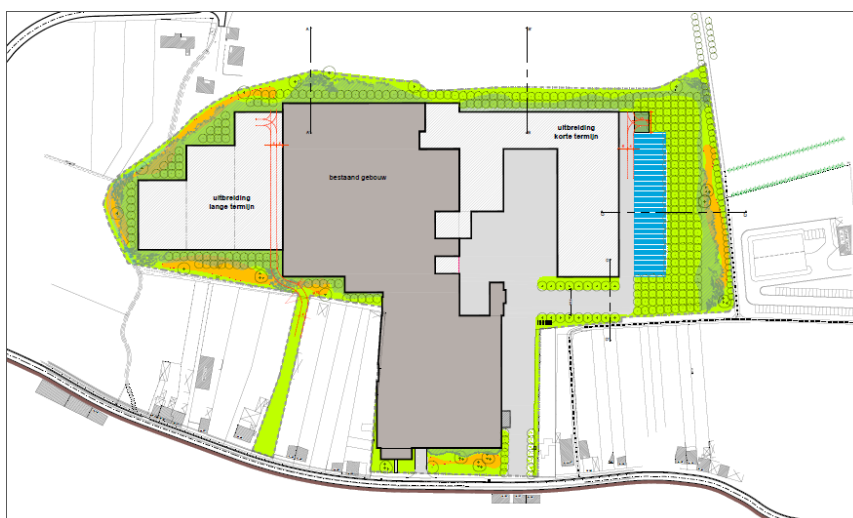 uitbreiding
korte termijn
bestaand gebouw
uitbreiding
lange termijn